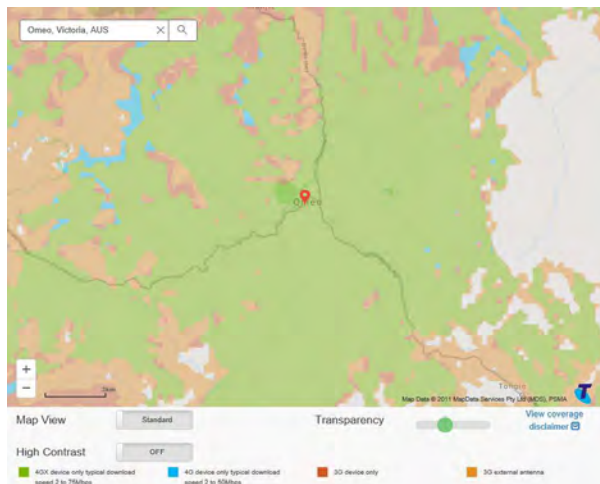 Omeo, Victoria, AUS
Omeo
Tongio
Map Data © 2011 MapData Services Pty Ltd (MDS), PSMA
Map View
Standard
Transparency
View coverage
disclaimer
High Contrast
OFF
4GX device only typical download
speed 2 to 75Mbps
4G device only typical download
speed 2 to 50Mbps
3G device only
3G external antenna